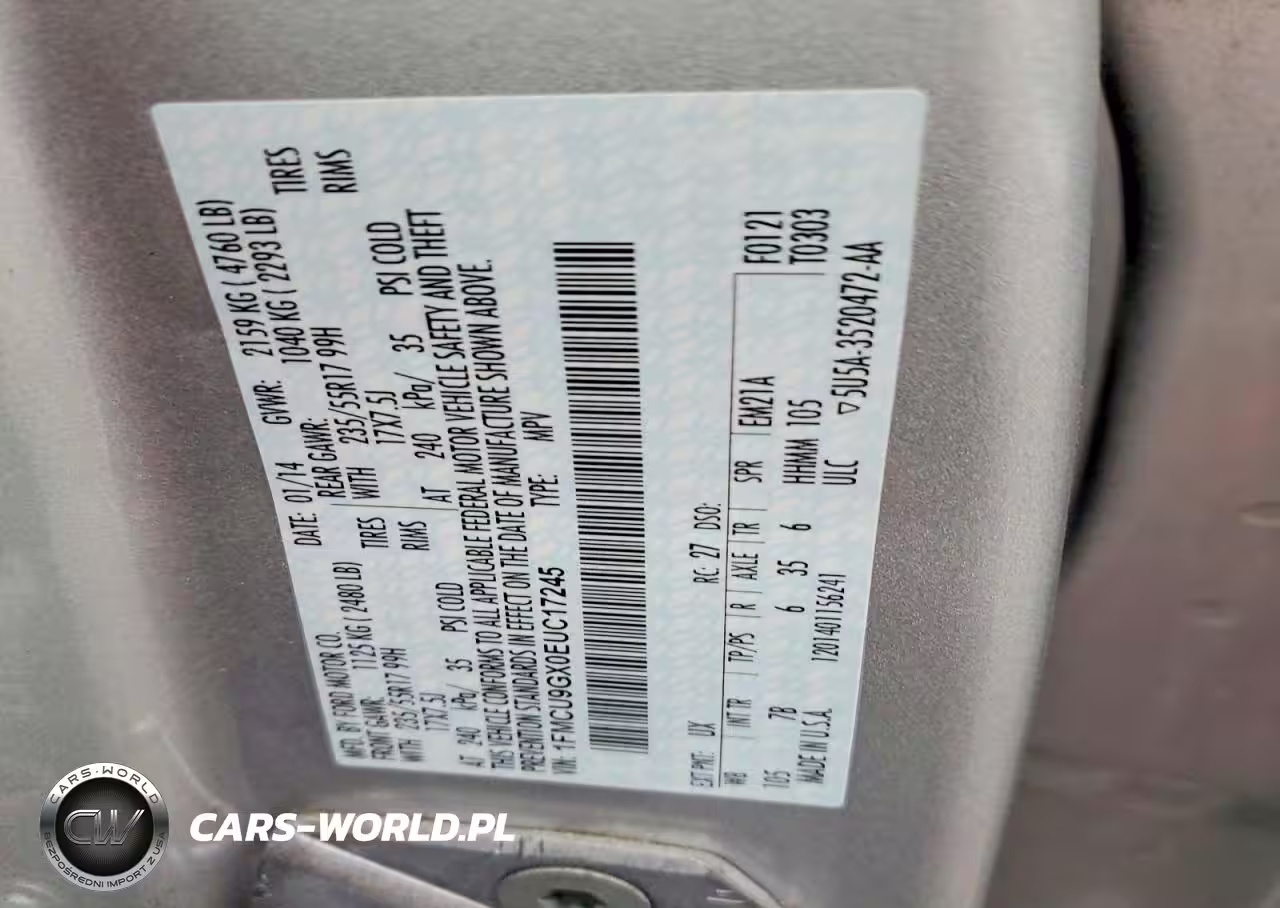 MFD. BY FORD MOTOR CO.
DATE: 01/14 GVWR: 2159 KG ( 4760 LB)
FRONT GAWR: 1125 KG ( 2480 LB) REAR GAWR: 1040 KG ( 2293 LB)
WITH 235/55R17 99H TIRES WITH 235/55R17 99H TIRES
17X7.5J RIMS 17X7.5J RIMS
AT 240 kPa/ 35 PSI COLD AT 240 kPa/ 35 PSI COLD
THIS VEHICLE CONFORMS TO ALL APPLICABLE FEDERAL MOTOR VEHICLE SAFETY AND THEFT
PREVENTION STANDARDS IN EFFECT ON THE DATE OF MANUFACTURE SHOWN ABOVE.
VIN: 1FMCU9GX0EUC17245 TYPE: MPV
EXT PNT: UX RC: 27 DSO: F0121
WB INT TR TP/PS R AXLE TR SPR EM21A T0303
105 7B 6 35 6 HHMM 105
MADE IN U.S.A. 1201401156241 ULC ▽5U5A-3520472-AA
CARS-WORLD
CW
BEZPOŚREDNI IMPORT Z USA
CARS-WORLD.PL